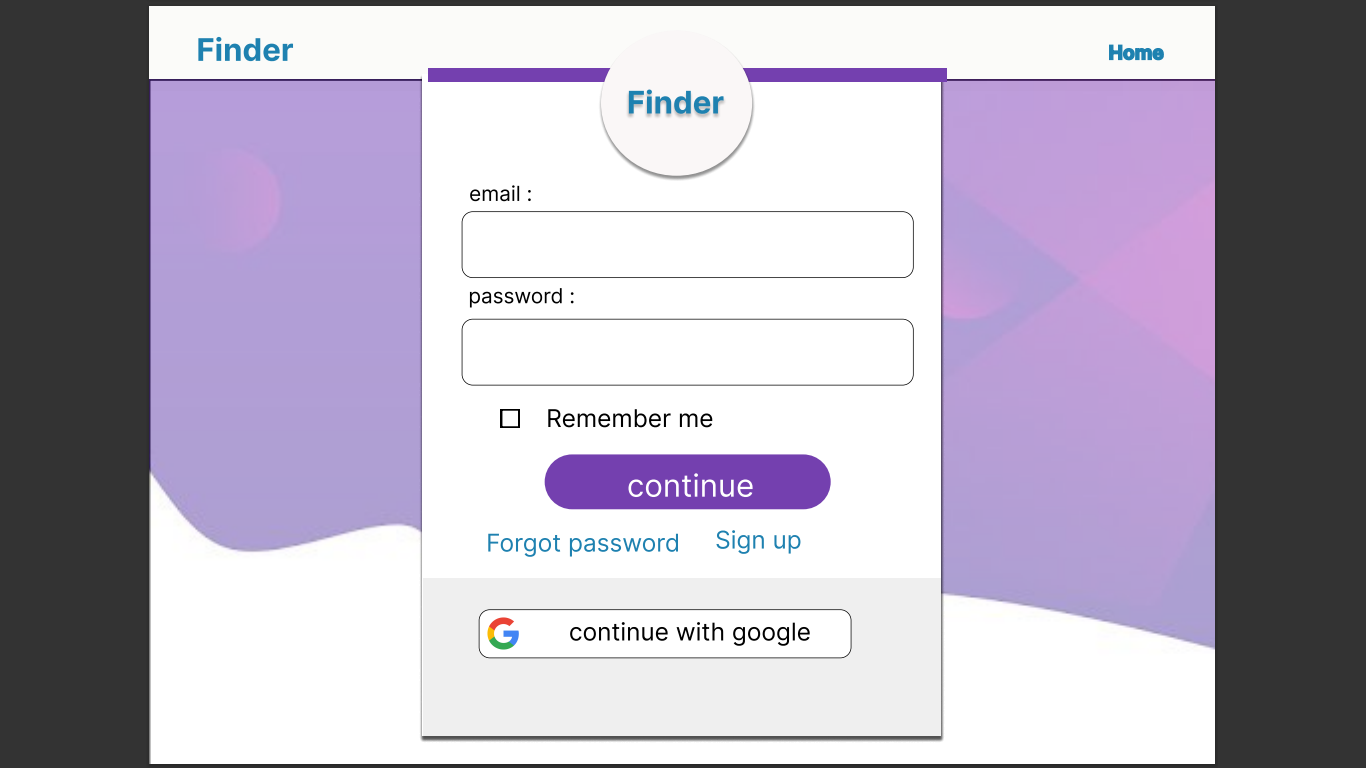 Finder
Home
Finder
email :
password :
Remember me
continue
Forgot password
Sign up
continue with google